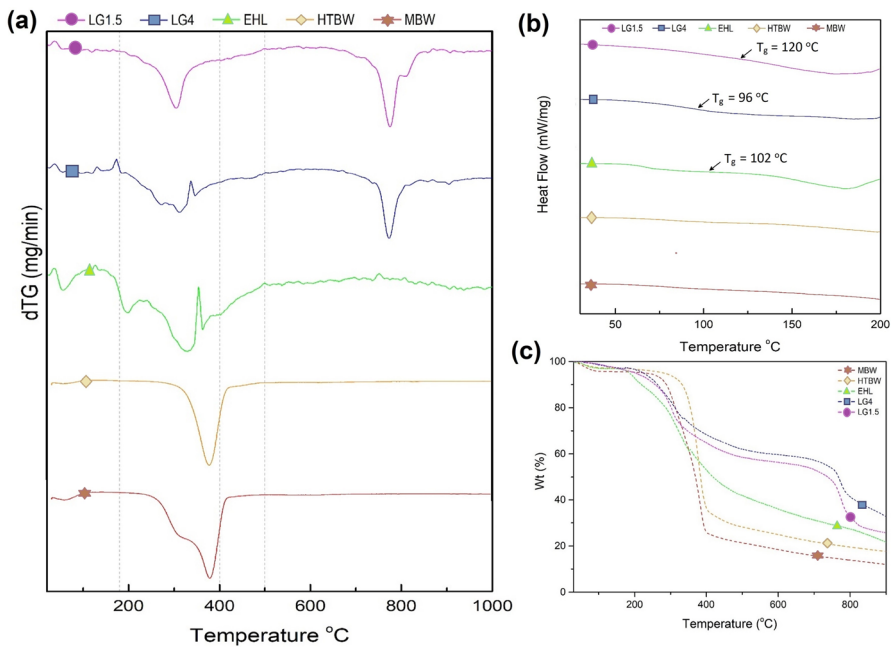 (a)
LG1.5 LG4 EHL HTBW MBW
dTG (mg/min)
200 400 600 800 1000
Temperature °C
(b)
LG1.5 LG4 EHL HTBW MBW
Tg = 120 °C
Tg = 96 °C
Tg = 102 °C
Heat Flow (mW/mg)
50 100 150 200
Temperature °C
(c)
100
80
60
40
20
0
Wt (%)
MBW
HTBW
EHL
LG4
LG1.5
200 400 600 800
Temperature (°C)